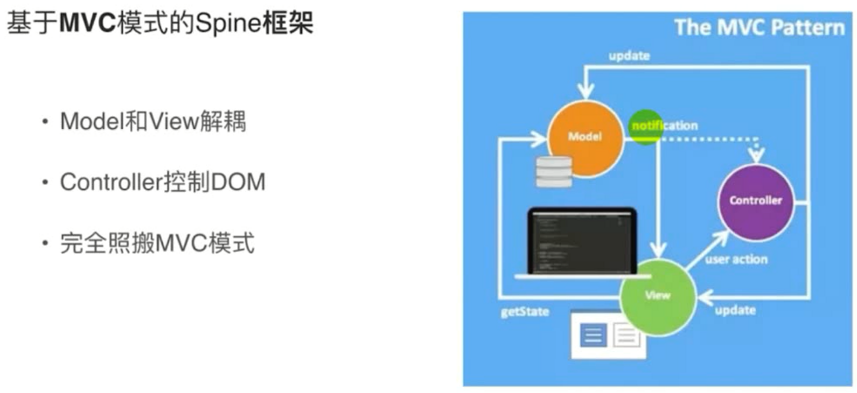 基于MVC模式的Spine框架
• Model和View解耦
• Controller控制DOM
• 完全照搬MVC模式
The MVC Pattern
update
Model
notification
Controller
user action
View
getState
update